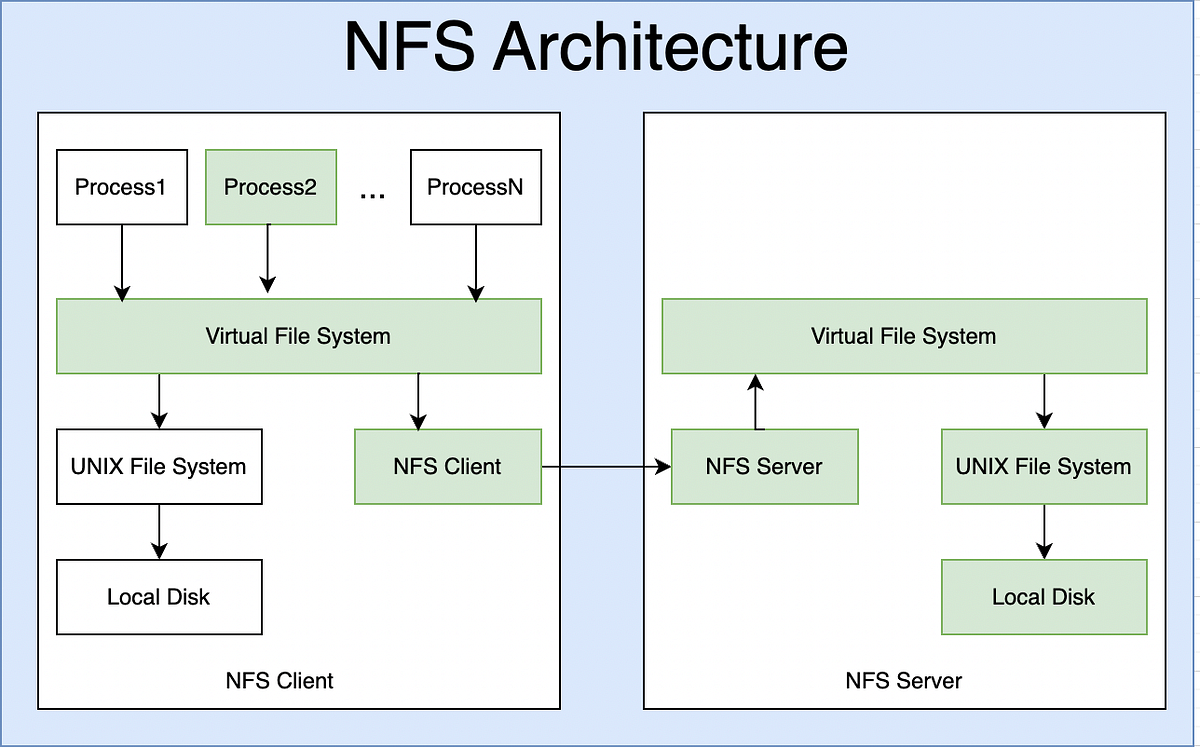 NFS Architecture
Process1
Process2
...
ProcessN
Virtual File System
UNIX File System
NFS Client
Local Disk
NFS Client
Virtual File System
NFS Server
UNIX File System
Local Disk
NFS Server